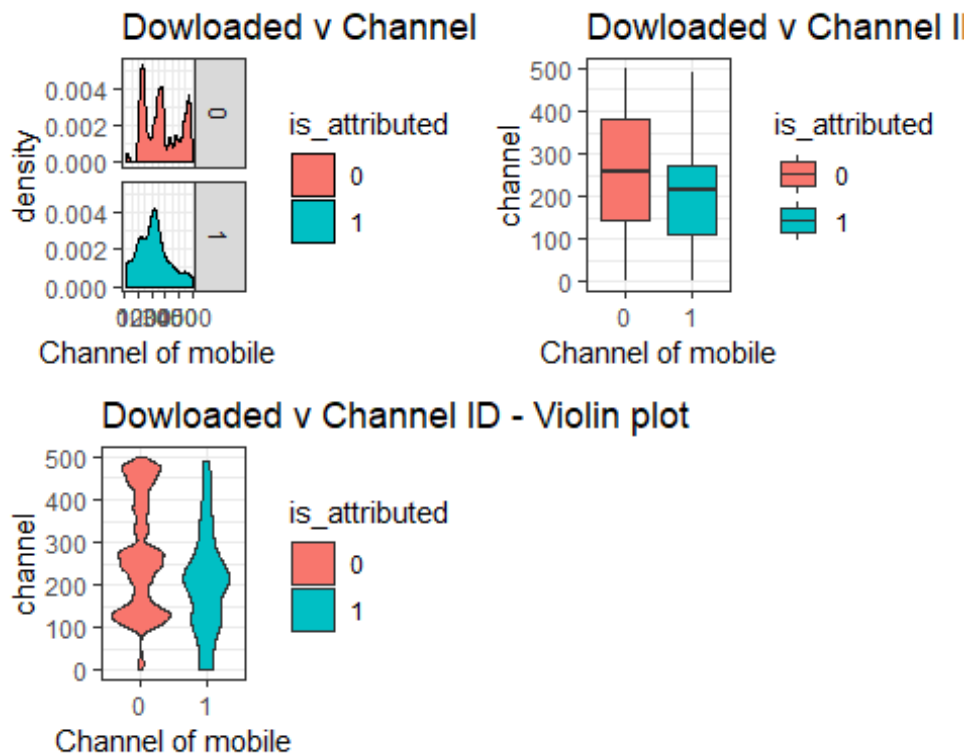 Dowloaded v Channel
0.004
0.002
0.000
0
0.004
0.002
0.000
1
density
Channel of mobile
is_attributed
0
1
Dowloaded v Channel I
500
400
300
200
100
0
channel
0 1
Channel of mobile
is_attributed
0
1
Dowloaded v Channel ID - Violin plot
500
400
300
200
100
0
channel
0 1
Channel of mobile
is_attributed
0
1